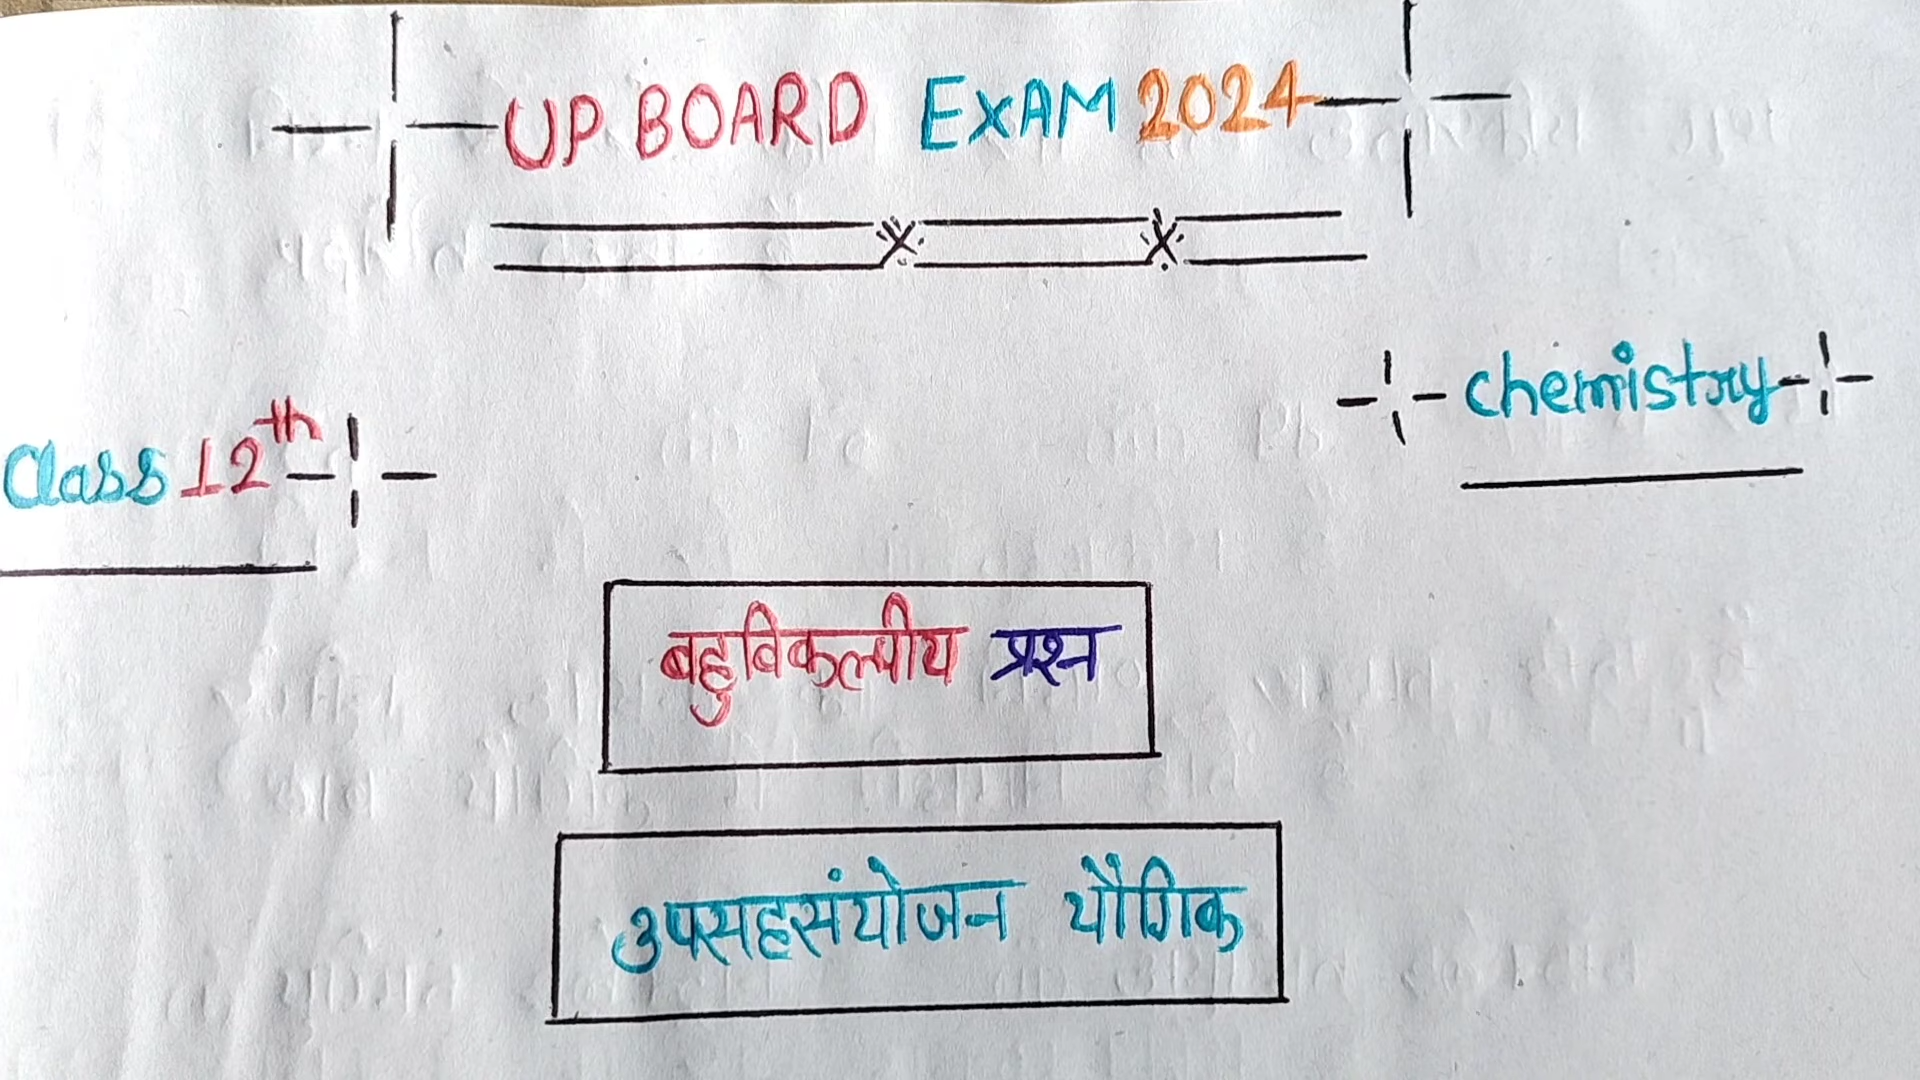 UP BOARD EXAM 2024
chemistry
Class 12th
बहुविकल्पीय प्रश्न
उपसहसंयोजन यौगिक